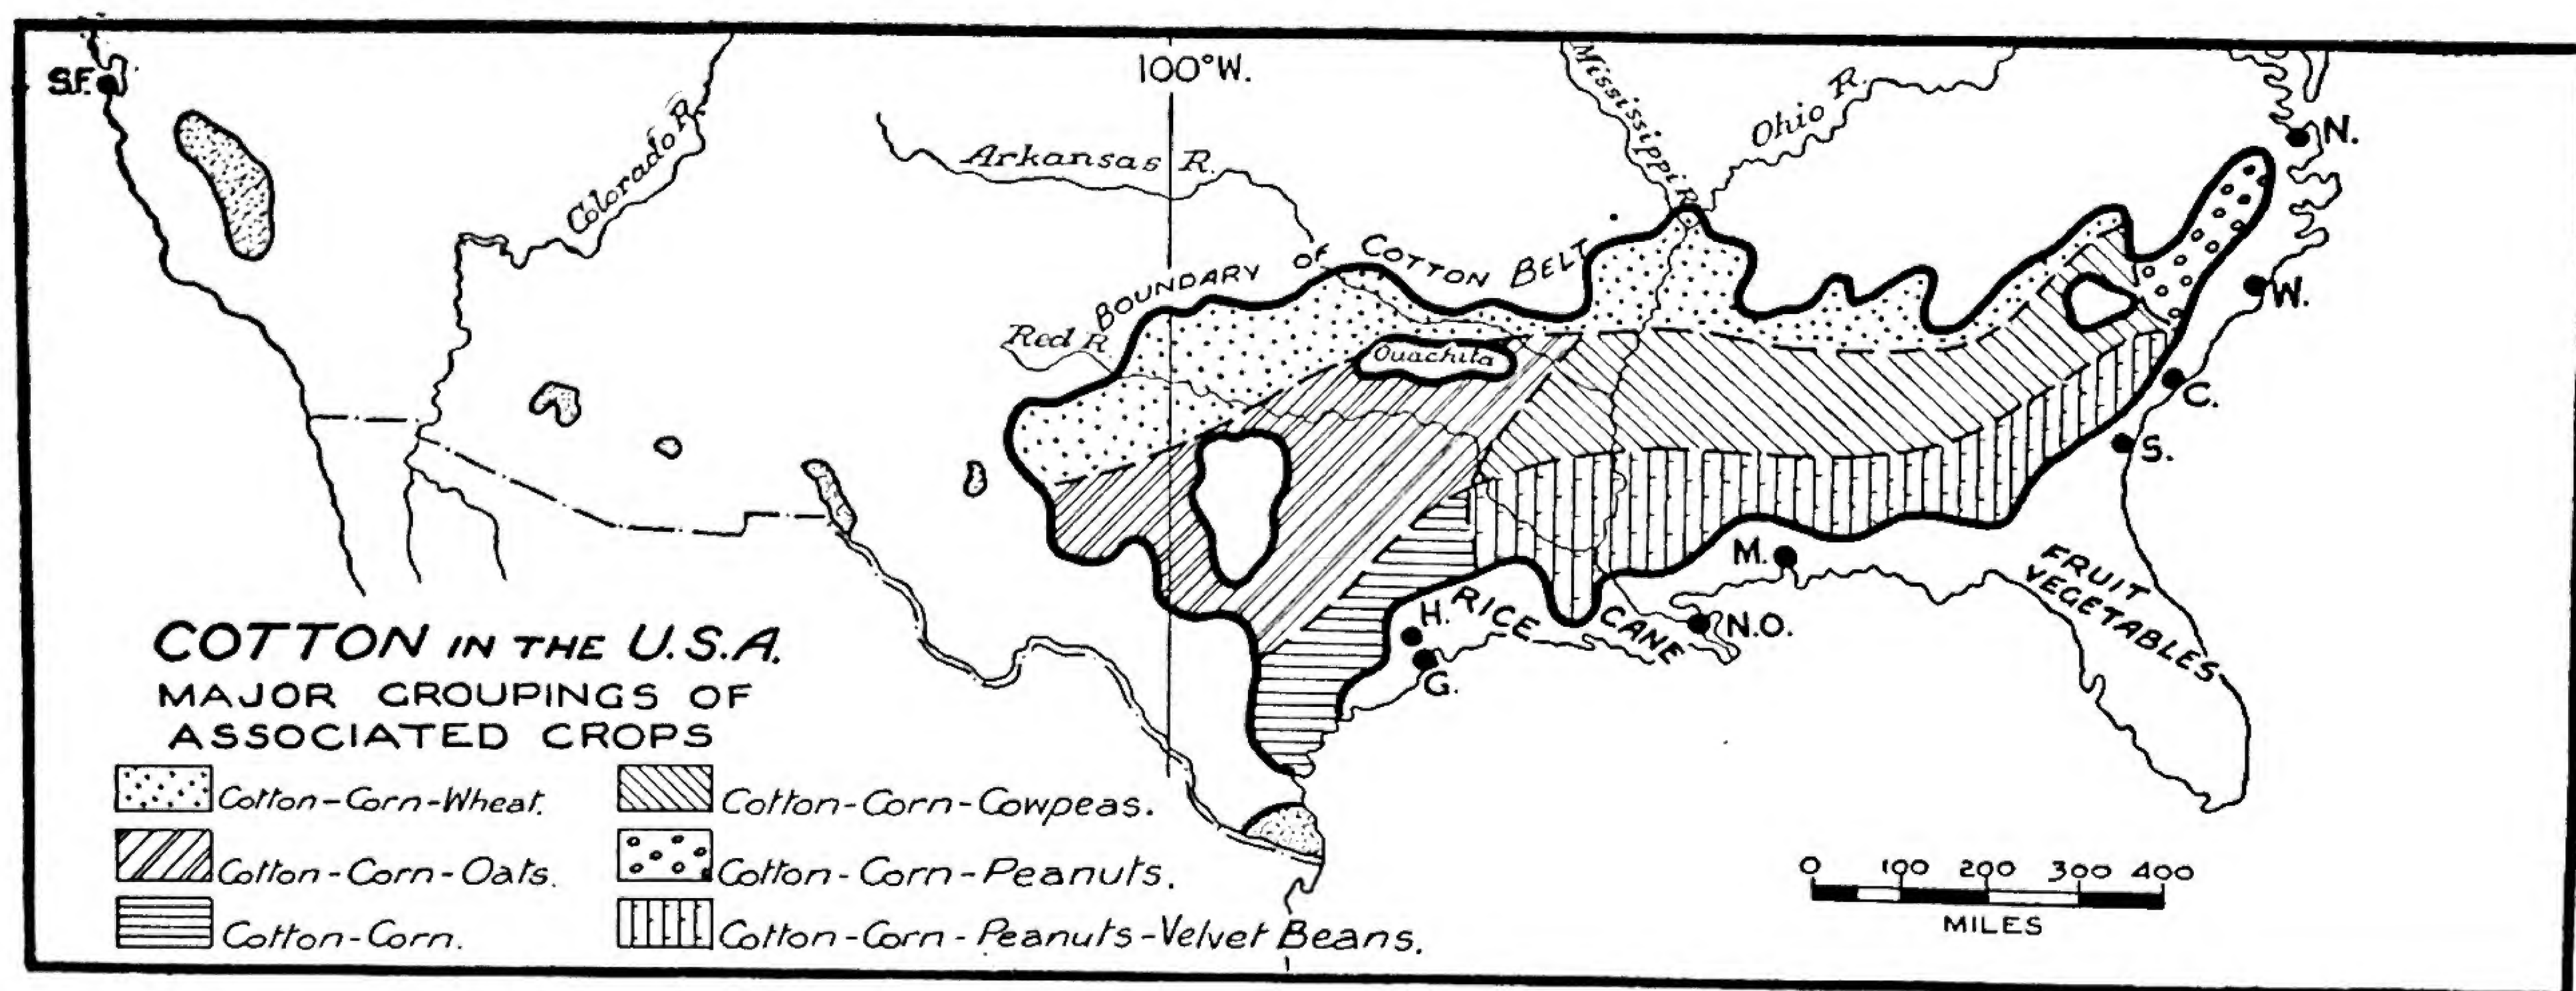 S.F.
100°W.
Mississippi R.
Ohio R.
N.
Colorado R.
Arkansas R.
BOUNDARY OF COTTON BELT
W.
Red R
Ouachita
C.
S.
M.
FRUIT
VEGETABLES
H.
RICE
CANE
N.O.
G.
COTTON IN THE U.S.A.
MAJOR GROUPINGS OF
ASSOCIATED CROPS
Cotton-Corn-Wheat.
Cotton-Corn-Cowpeas.
Cotton-Corn-Oats.
Cotton-Corn-Peanuts.
Cotton-Corn.
Cotton-Corn-Peanuts-Velvet Beans.
0 100 200 300 400
MILES